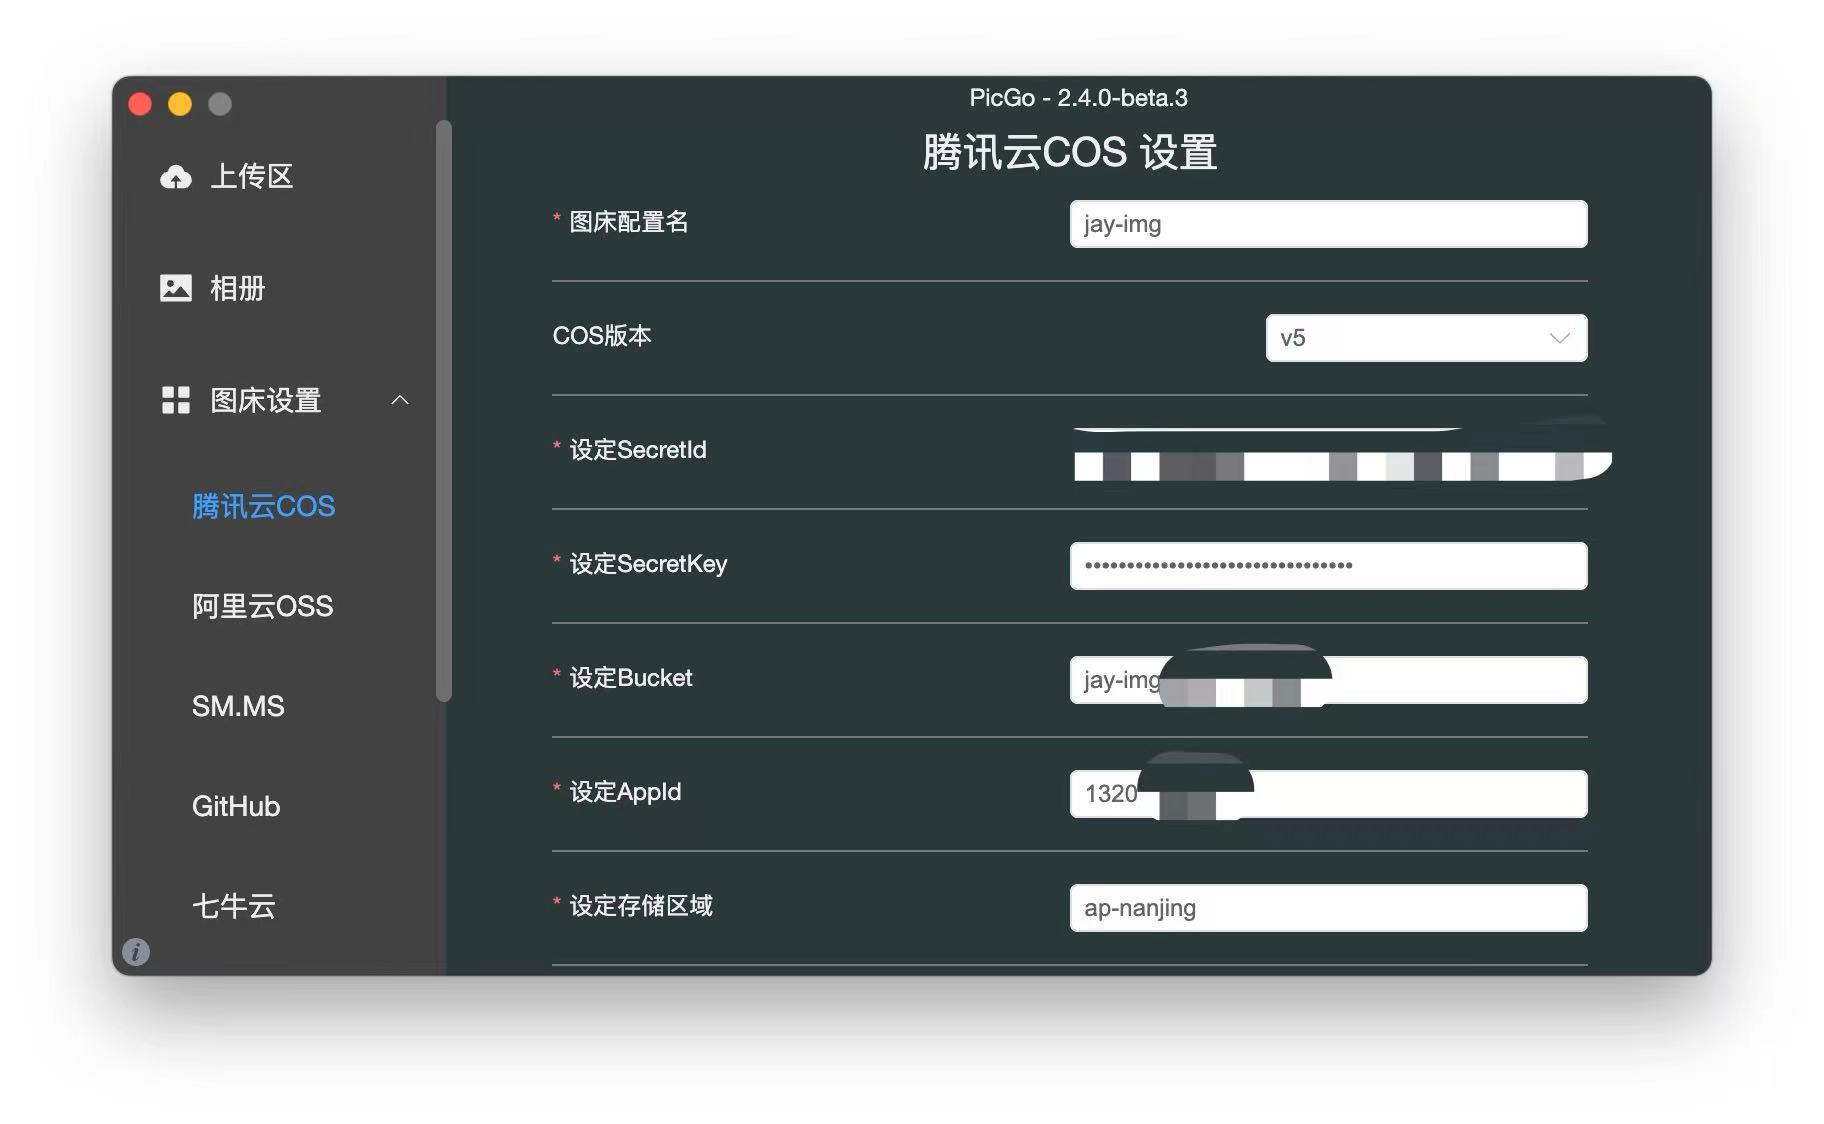 PicGo - 2.4.0-beta.3
腾讯云COS 设置
上传区
相册
图床设置
腾讯云COS
阿里云OSS
SM.MS
GitHub
七牛云
* 图床配置名
jay-img
COS版本
v5
* 设定SecretId
* 设定SecretKey
••••••••••••••••••••••••••••••••
* 设定Bucket
jay-img
* 设定AppId
1320
* 设定存储区域
ap-nanjing